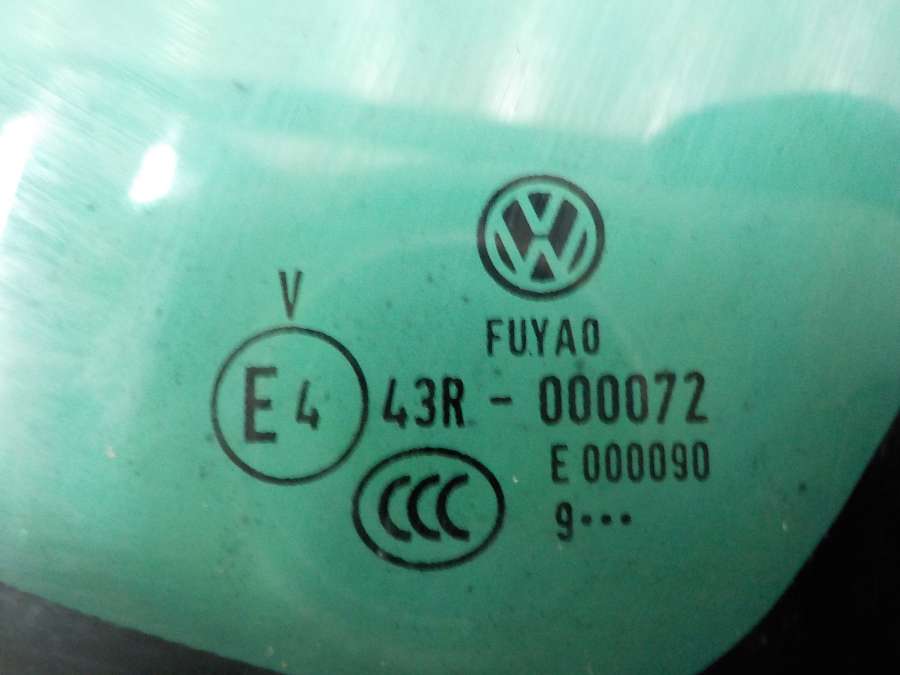 VW
FUYAO
V
E4 43R - 000072
E 000090
CCC
9...